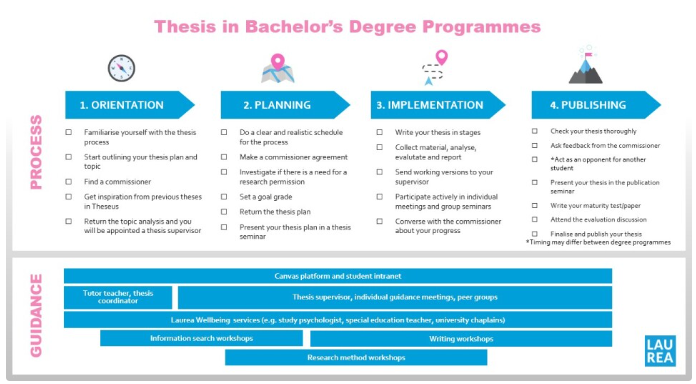 Thesis in Bachelor's Degree Programmes
PROCESS
1. ORIENTATION
☐ Familiarise yourself with the thesis
process
☐ Start outlining your thesis plan and
topic
☐ Find a commissioner
☐ Get inspiration from previous theses
in Theseus
☐ Return the topic analysis and you
will be appointed a thesis supervisor
2. PLANNING
☐ Do a clear and realistic schedule
for the process
☐ Make a commissioner agreement
☐ Investigate if there is a need for a
research permission
☐ Set a goal grade
☐ Return the thesis plan
☐ Present your thesis plan in a thesis
seminar
3. IMPLEMENTATION
☐ Write your thesis in stages
☐ Collect material, analyse,
evalutate and report
☐ Send working versions to your
supervisor
☐ Participate actively in individual
meetings and group seminars
☐ Converse with the commissioner
about your progress
4. PUBLISHING
☐ Check your thesis thoroughly
☐ Ask feedback from the commissioner
☐ *Act as an opponent for another
student
☐ Present your thesis in the publication
seminar
☐ Write your maturity test/paper
☐ Attend the evaluation discussion
☐ Finalise and publish your thesis
*Timing may differ between degree programmes
GUIDANCE
Canvas platform and student intranet
Tutor teacher, thesis
coordinator
Thesis supervisor, individual guidance meetings, peer groups
Laurea Wellbeing services (e.g. study psychologist, special education teacher, university chaplains)
Information search workshops
Writing workshops
Research method workshops
LAU
REA